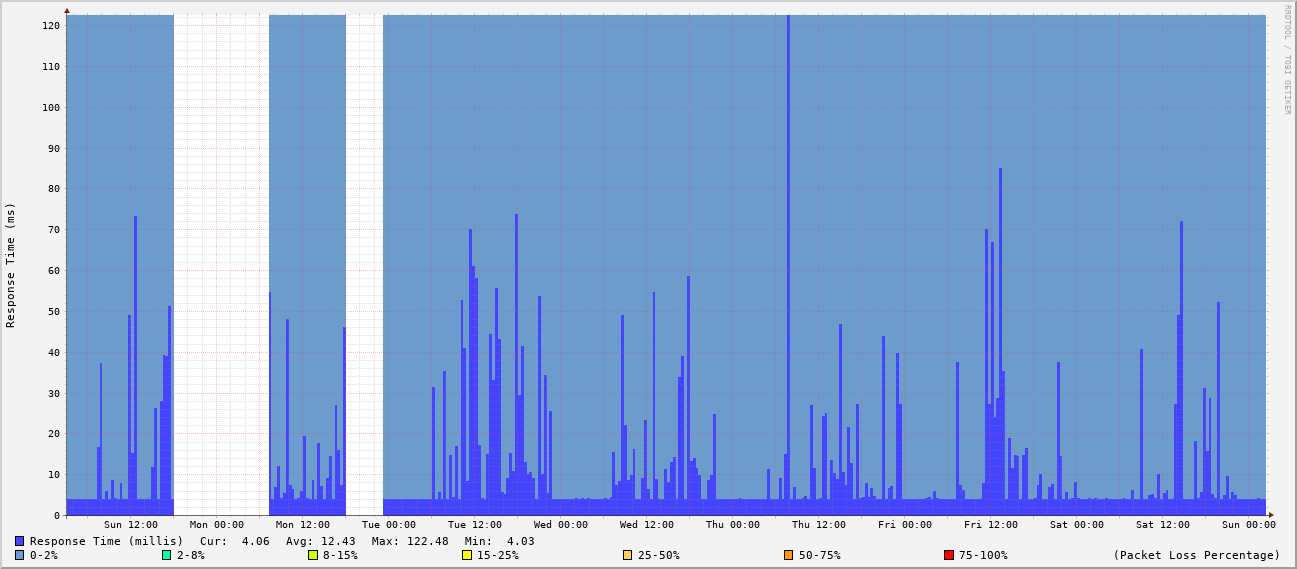 RRDTOOL / TOBI OETIKER
Response Time (ms)
120
110
100
90
80
70
60
50
40
30
20
10
0
Sun 12:00 Mon 00:00 Mon 12:00 Tue 00:00 Tue 12:00 Wed 00:00 Wed 12:00 Thu 00:00 Thu 12:00 Fri 00:00 Fri 12:00 Sat 00:00 Sat 12:00 Sun 00:00
Response Time (millis) Cur: 4.06 Avg: 12.43 Max: 122.48 Min: 4.03
0-2% 2-8% 8-15% 15-25% 25-50% 50-75% 75-100% (Packet Loss Percentage)